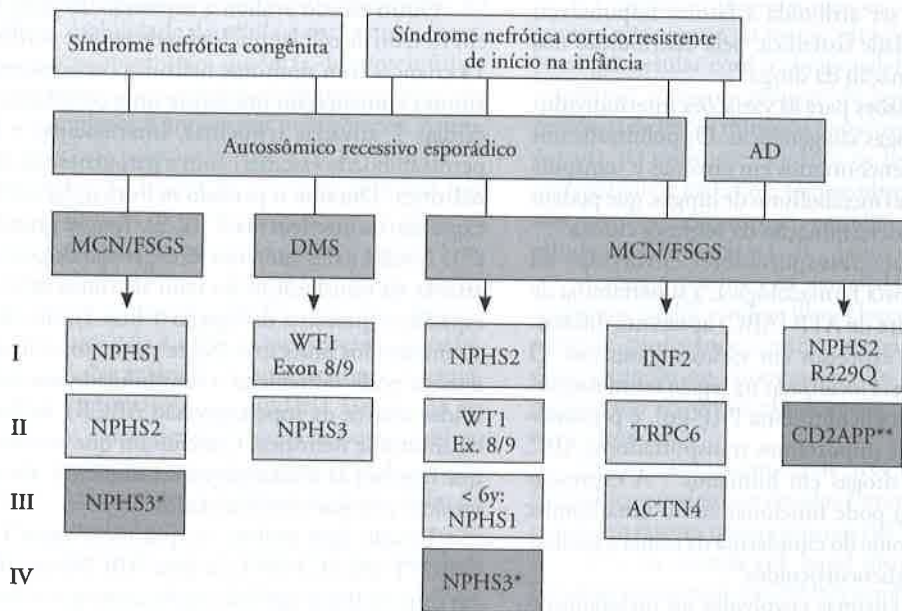 Síndrome nefrótica congênita
Síndrome nefrótica corticorresistente
de início na infância
Autossômico recessivo esporádico
AD
MCN/FSGS
DMS
MCN/FSGS
I
NPHS1
WT1
Exon 8/9
NPHS2
INF2
NPHS2
R229Q
II
NPHS2
NPHS3
WT1
Ex. 8/9
TRPC6
CD2APP**
III
NPHS3*
< 6y:
NPHS1
ACTN4
IV
NPHS3*